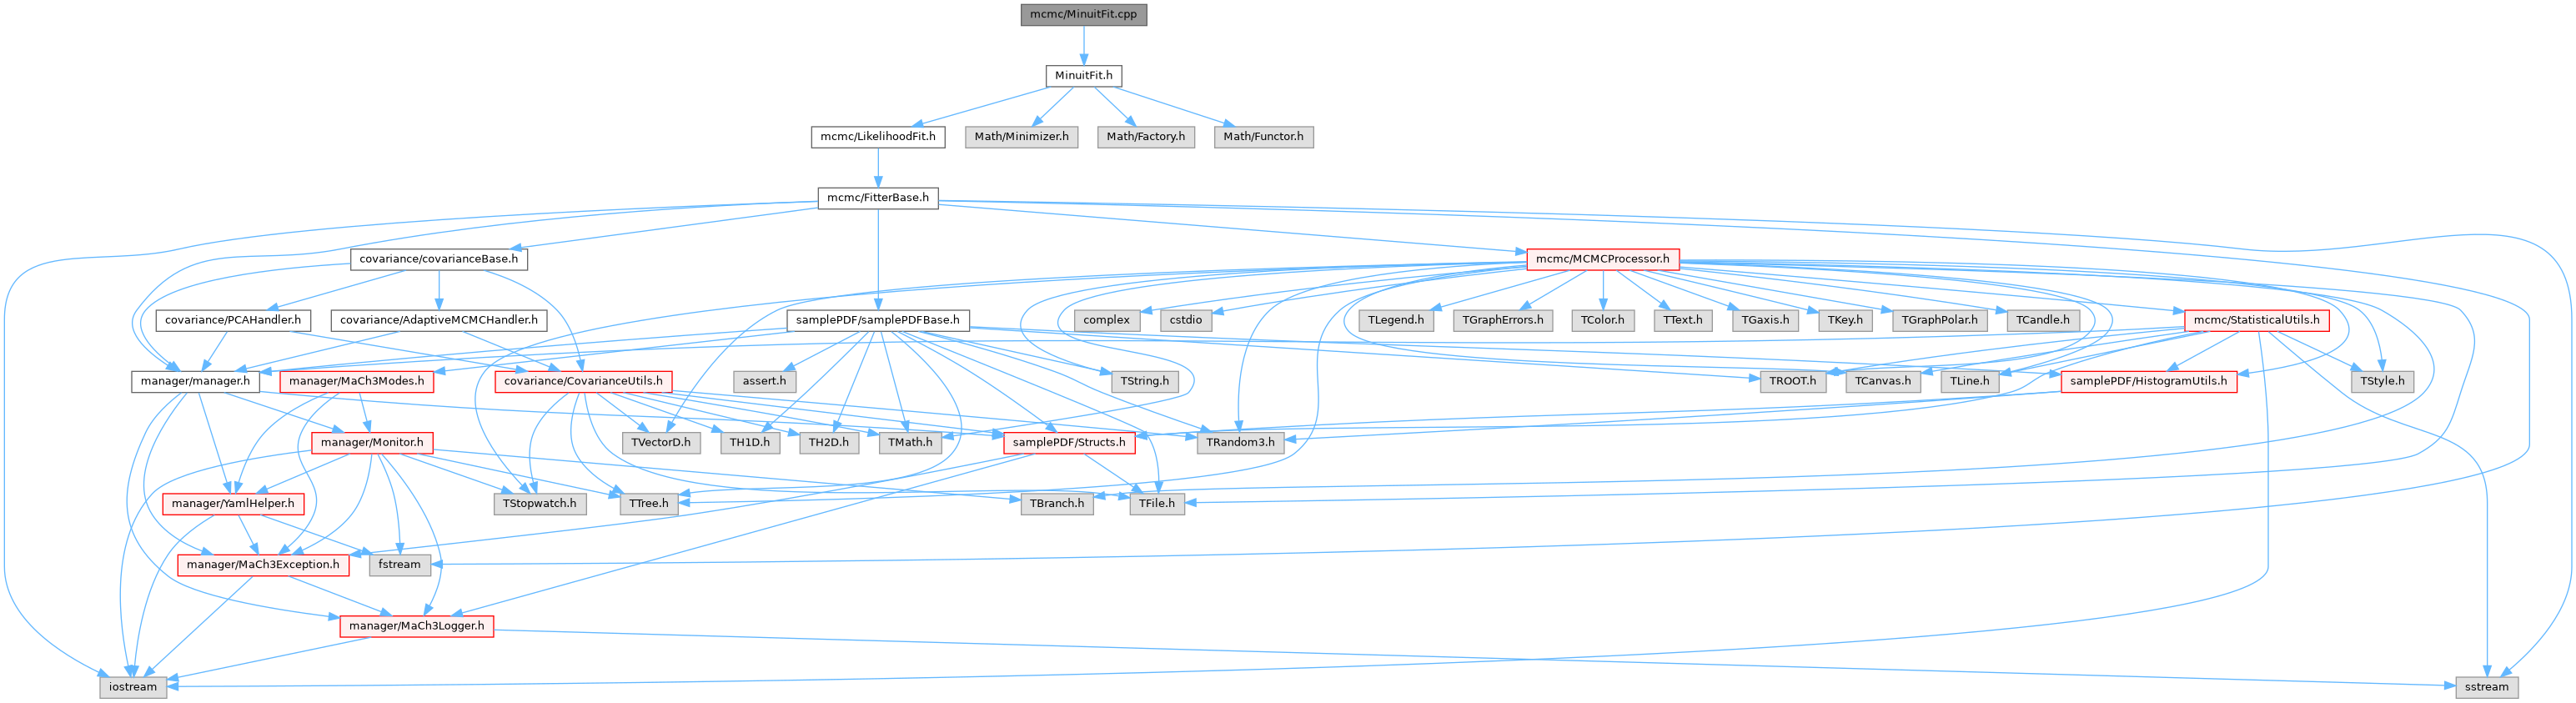 mcmc/MinuitFit.cpp
MinuitFit.h
mcmc/LikelihoodFit.h
Math/Minimizer.h
Math/Factory.h
Math/Functor.h
mcmc/FitterBase.h
covariance/covarianceBase.h
mcmc/MCMCProcessor.h
covariance/PCAHandler.h
covariance/AdaptiveMCMCHandler.h
samplePDF/samplePDFBase.h
complex
cstdio
TLegend.h
TGraphErrors.h
TColor.h
TText.h
TGaxis.h
TKey.h
TGraphPolar.h
TCandle.h
mcmc/StatisticalUtils.h
manager/manager.h
manager/MaCh3Modes.h
covariance/CovarianceUtils.h
assert.h
TString.h
TROOT.h
TCanvas.h
TLine.h
samplePDF/HistogramUtils.h
TStyle.h
manager/Monitor.h
TVectorD.h
TH1D.h
TH2D.h
TMath.h
samplePDF/Structs.h
TRandom3.h
manager/YamlHelper.h
TStopwatch.h
TTree.h
TBranch.h
TFile.h
manager/MaCh3Exception.h
fstream
manager/MaCh3Logger.h
iostream
sstream